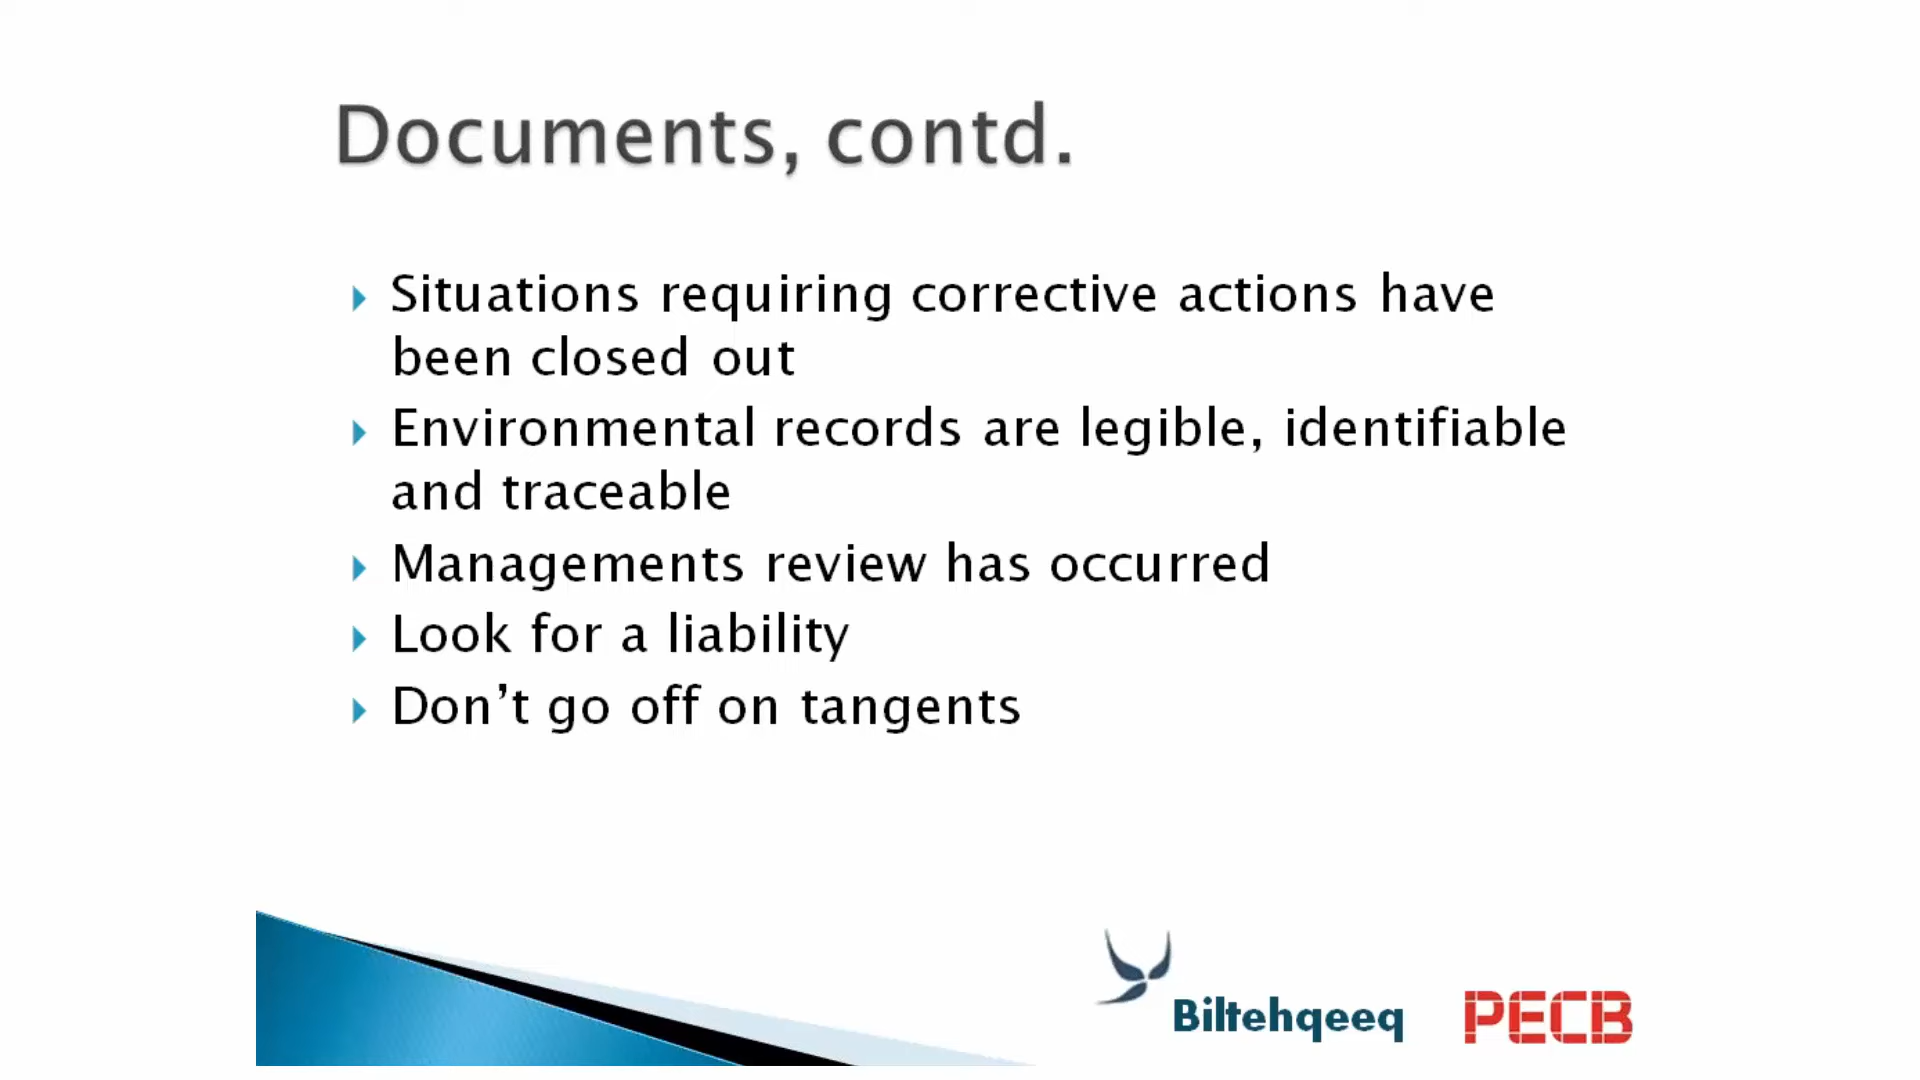 Documents, contd.
Situations requiring corrective actions have
been closed out
Environmental records are legible, identifiable
and traceable
Managements review has occurred
Look for a liability
Don’t go off on tangents
Biltehqeeq
PECB